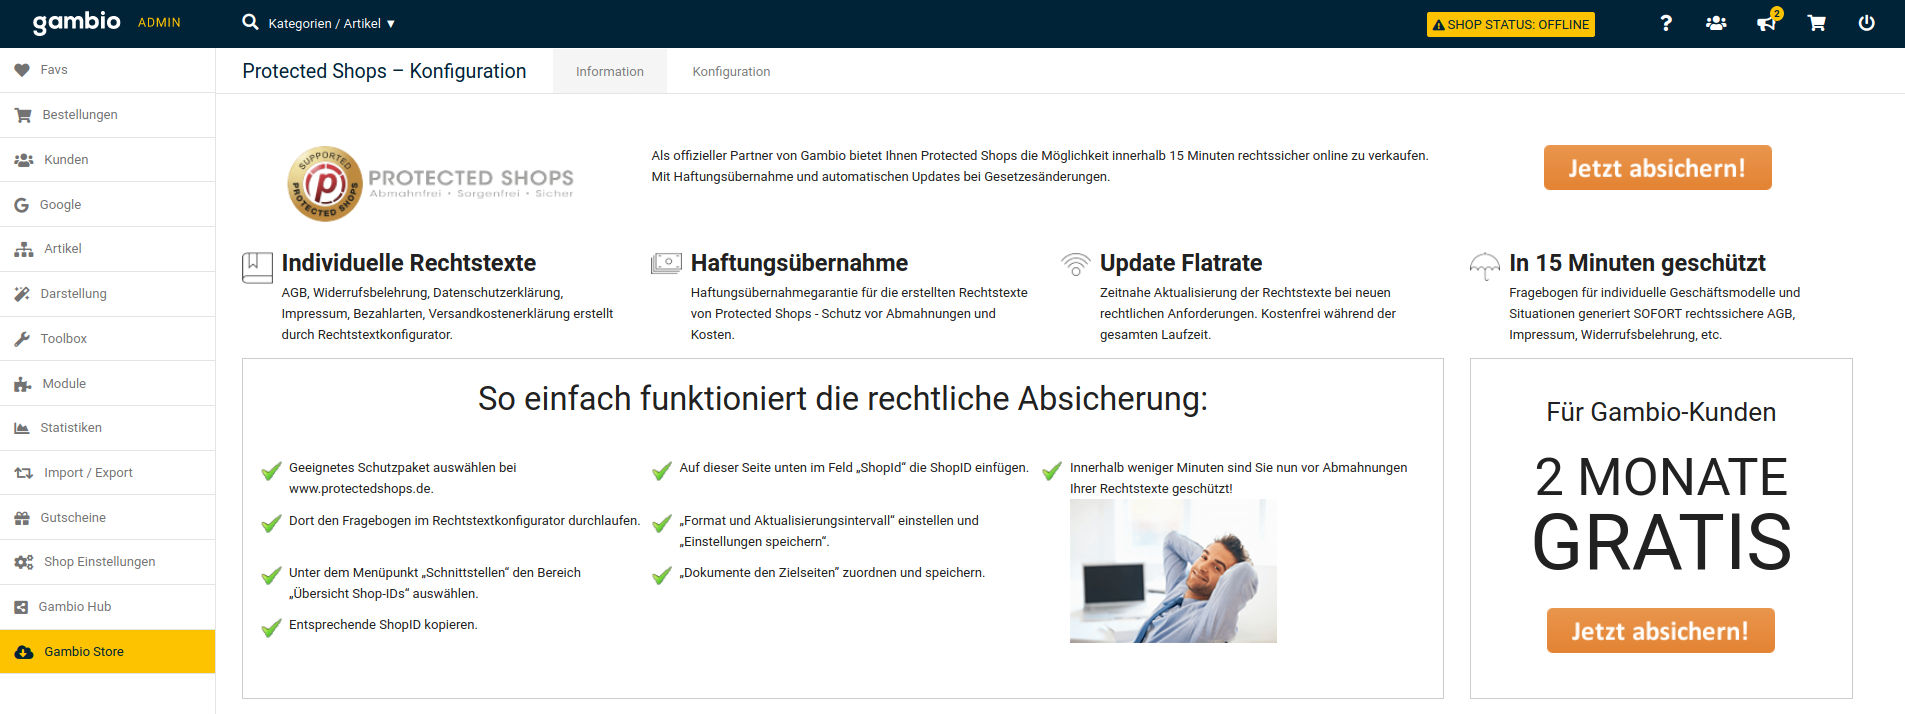 gambio ADMIN
Kategorien / Artikel ▼
SHOP STATUS: OFFLINE
2
Favs
Bestellungen
Kunden
Google
Artikel
Darstellung
Toolbox
Module
Statistiken
Import / Export
Gutscheine
Shop Einstellungen
Gambio Hub
Gambio Store
Protected Shops – Konfiguration
Information
Konfiguration
SUPPORTED
PROTECTED SHOPS
PROTECTED SHOPS
Abmahnfrei • Sorgenfrei • Sicher
Als offizieller Partner von Gambio bietet Ihnen Protected Shops die Möglichkeit innerhalb 15 Minuten rechtssicher online zu verkaufen.
Mit Haftungsübernahme und automatischen Updates bei Gesetzesänderungen.
Jetzt absichern!
Individuelle Rechtstexte
AGB, Widerrufsbelehrung, Datenschutzerklärung,
Impressum, Bezahlarten, Versandkostenerklärung erstellt
durch Rechtstextkonfigurator.
Haftungsübernahme
Haftungsübernahmegarantie für die erstellten Rechtstexte
von Protected Shops - Schutz vor Abmahnungen und
Kosten.
Update Flatrate
Zeitnahe Aktualisierung der Rechtstexte bei neuen
rechtlichen Anforderungen. Kostenfrei während der
gesamten Laufzeit.
In 15 Minuten geschützt
Fragebogen für individuelle Geschäftsmodelle und
Situationen generiert SOFORT rechtssichere AGB,
Impressum, Widerrufsbelehrung, etc.
So einfach funktioniert die rechtliche Absicherung:
Geeignetes Schutzpaket auswählen bei
www.protectedshops.de.
Dort den Fragebogen im Rechtstextkonfigurator durchlaufen.
Unter dem Menüpunkt „Schnittstellen“ den Bereich
„Übersicht Shop-IDs“ auswählen.
Entsprechende ShopID kopieren.
Auf dieser Seite unten im Feld „ShopId“ die ShopID einfügen.
„Format und Aktualisierungsintervall“ einstellen und
„Einstellungen speichern“.
„Dokumente den Zielseiten“ zuordnen und speichern.
Innerhalb weniger Minuten sind Sie nun vor Abmahnungen
Ihrer Rechtstexte geschützt!
Für Gambio-Kunden
2 MONATE
GRATIS
Jetzt absichern!